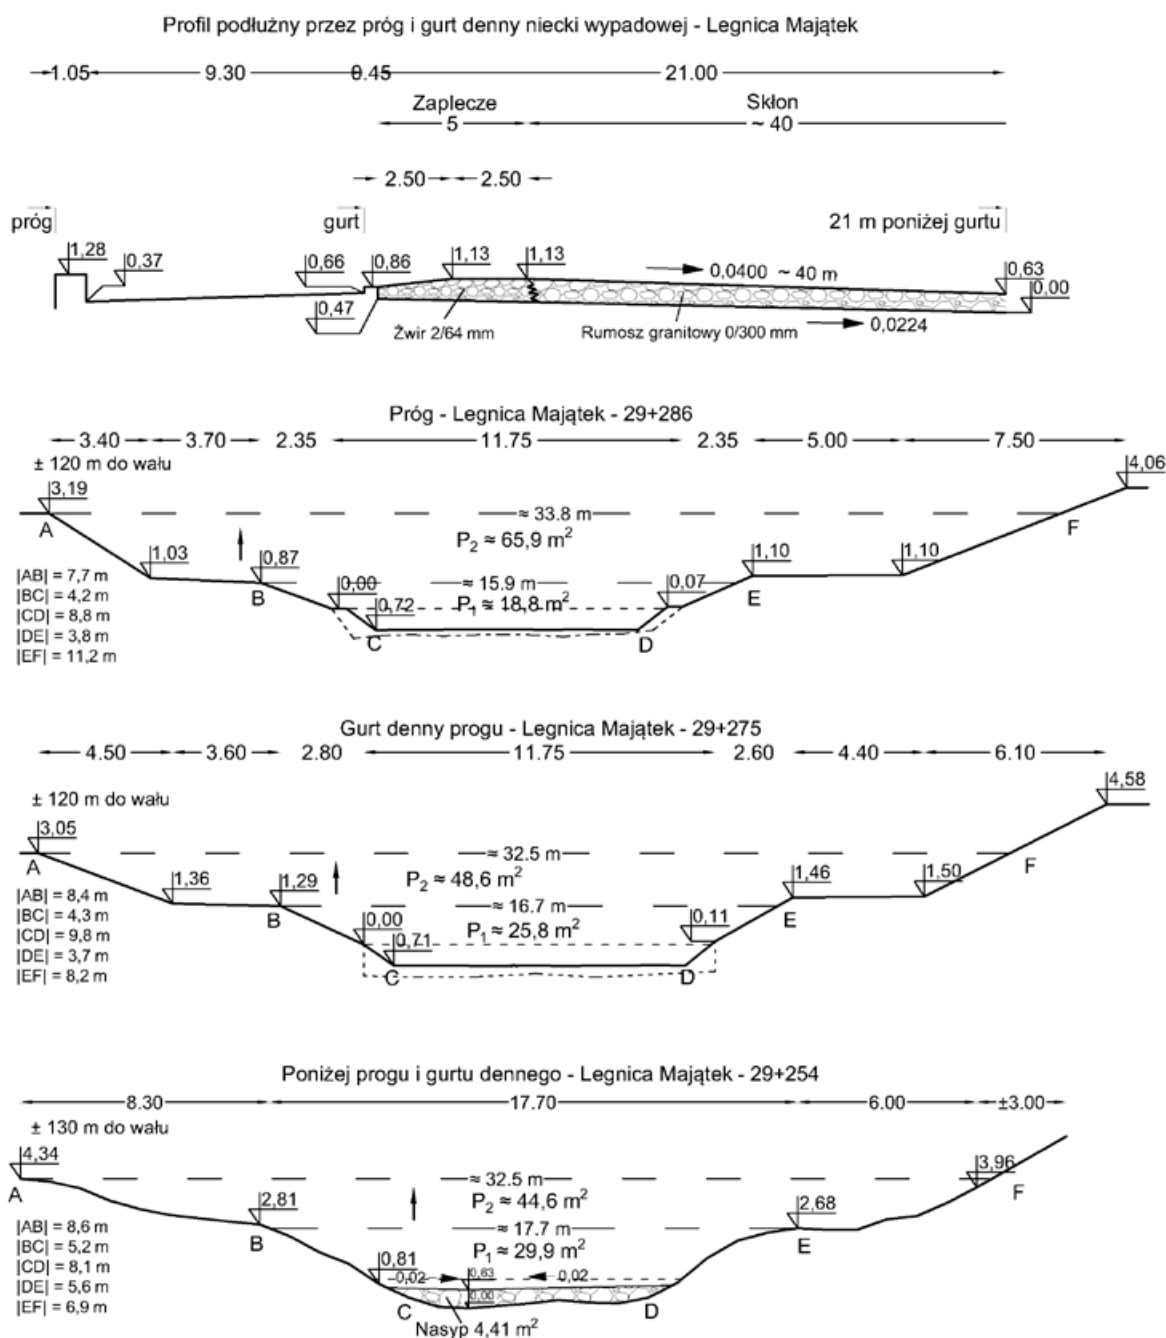 Profil podłużny przez próg i gurt denny niecki wypadowej - Legnica Majątek
1.05 9.30 0.45 21.00
Zaplecze Skłon
5 ~ 40
2.50 2.50
próg gurt 21 m poniżej gurtu
1,28 0,37 0,66 0,86 1,13 1,13 0,0400 ~ 40 m 0,63 0,00
0,47 Żwir 2/64 mm Rumosz granitowy 0/300 mm 0,0224
Próg - Legnica Majątek - 29+286
3.40 3.70 2.35 11.75 2.35 5.00 7.50
± 120 m do wału
3,19 4,06
A ≈ 33.8 m F
P2 ≈ 65,9 m²
1,03 0,87 1,10 1,10
|AB| = 7,7 m
|BC| = 4,2 m
|CD| = 8,8 m
|DE| = 3,8 m
|EF| = 11,2 m
B ≈ 15.9 m E
0,00 P1 ≈ 18,8 m² 0,07
0,72
C D
Gurt denny progu - Legnica Majątek - 29+275
4.50 3.60 2.80 11.75 2.60 4.40 6.10
± 120 m do wału
4,58
3,05
A ≈ 32.5 m F
P2 ≈ 48,6 m²
1,36 1,29 1,46 1,50
|AB| = 8,4 m
|BC| = 4,3 m
|CD| = 9,8 m
|DE| = 3,7 m
|EF| = 8,2 m
B ≈ 16.7 m E
0,00 P1 ≈ 25,8 m² 0,11
0,71
C D
Poniżej progu i gurtu dennego - Legnica Majątek - 29+254
8.30 17.70 6.00 ±3.00
± 130 m do wału
4,34 3,96
A ≈ 32.5 m F
P2 ≈ 44,6 m²
2,81 2,68
|AB| = 8,6 m
|BC| = 5,2 m
|CD| = 8,1 m
|DE| = 5,6 m
|EF| = 6,9 m
B ≈ 17.7 m E
P1 ≈ 29,9 m²
0,81
0,02 0,63 0,02
0,00
C D
Nasyp 4,41 m²